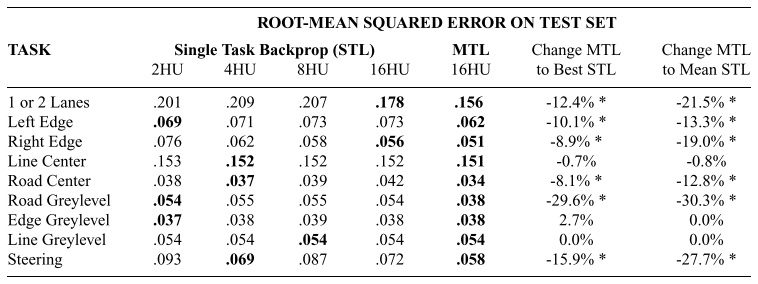 ROOT-MEAN SQUARED ERROR ON TEST SET
TASK Single Task Backprop (STL) MTL Change MTL Change MTL
2HU 4HU 8HU 16HU 16HU to Best STL to Mean STL
1 or 2 Lanes .201 .209 .207 .178 .156 -12.4% * -21.5% *
Left Edge .069 .071 .073 .073 .062 -10.1% * -13.3% *
Right Edge .076 .062 .058 .056 .051 -8.9% * -19.0% *
Line Center .153 .152 .152 .152 .151 -0.7% -0.8%
Road Center .038 .037 .039 .042 .034 -8.1% * -12.8% *
Road Greylevel .054 .055 .055 .054 .038 -29.6% * -30.3% *
Edge Greylevel .037 .038 .039 .038 .038 2.7% 0.0%
Line Greylevel .054 .054 .054 .054 .054 0.0% 0.0%
Steering .093 .069 .087 .072 .058 -15.9% * -27.7% *